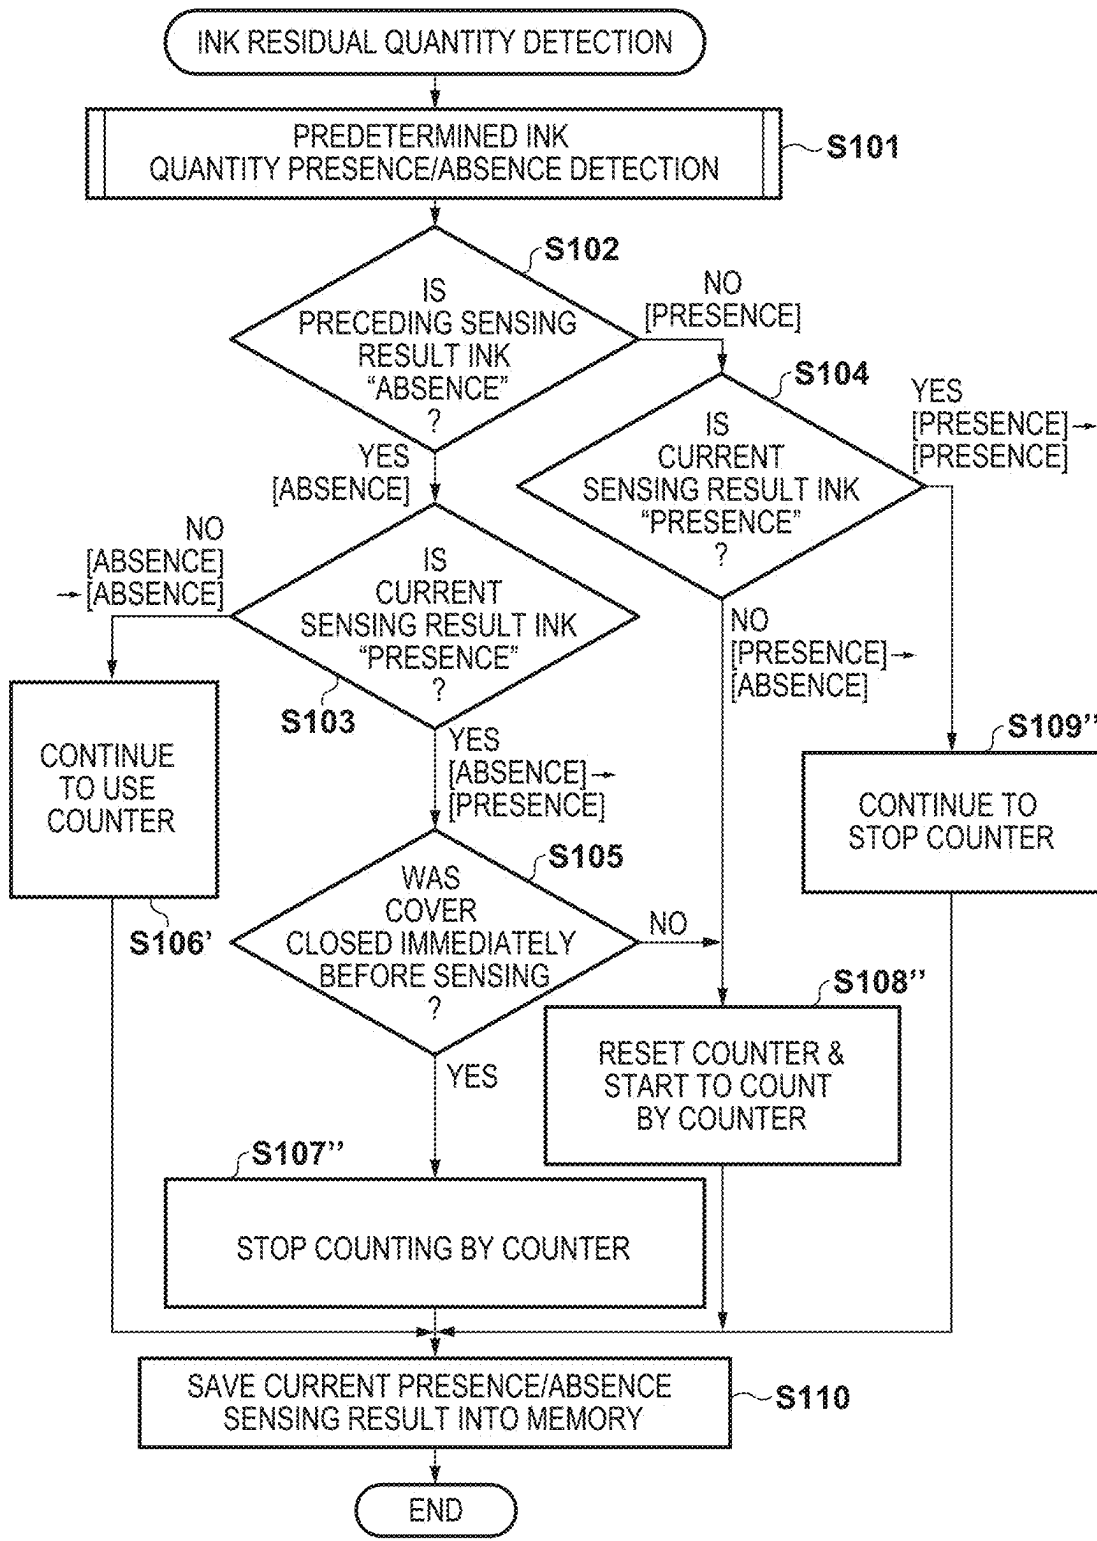 INK RESIDUAL QUANTITY DETECTION
PREDETERMINED INK
QUANTITY PRESENCE/ABSENCE DETECTION
S101
S102
IS
PRECEDING SENSING
RESULT INK
“ABSENCE”
?
NO
[PRESENCE]
YES
[ABSENCE]
S104
IS
CURRENT
SENSING RESULT INK
“PRESENCE”
?
YES
[PRESENCE]→
[PRESENCE]
NO
[ABSENCE]
→[ABSENCE]
IS
CURRENT
SENSING RESULT INK
“PRESENCE”
?
S103
NO
[PRESENCE]→
[ABSENCE]
CONTINUE
TO USE
COUNTER
S106’
YES
[ABSENCE]→
[PRESENCE]
S109’’
CONTINUE TO
STOP COUNTER
S105
WAS
COVER
CLOSED IMMEDIATELY
BEFORE SENSING
?
NO
YES
S108’’
RESET COUNTER &
START TO COUNT
BY COUNTER
S107’’
STOP COUNTING BY COUNTER
SAVE CURRENT PRESENCE/ABSENCE
SENSING RESULT INTO MEMORY
S110
END